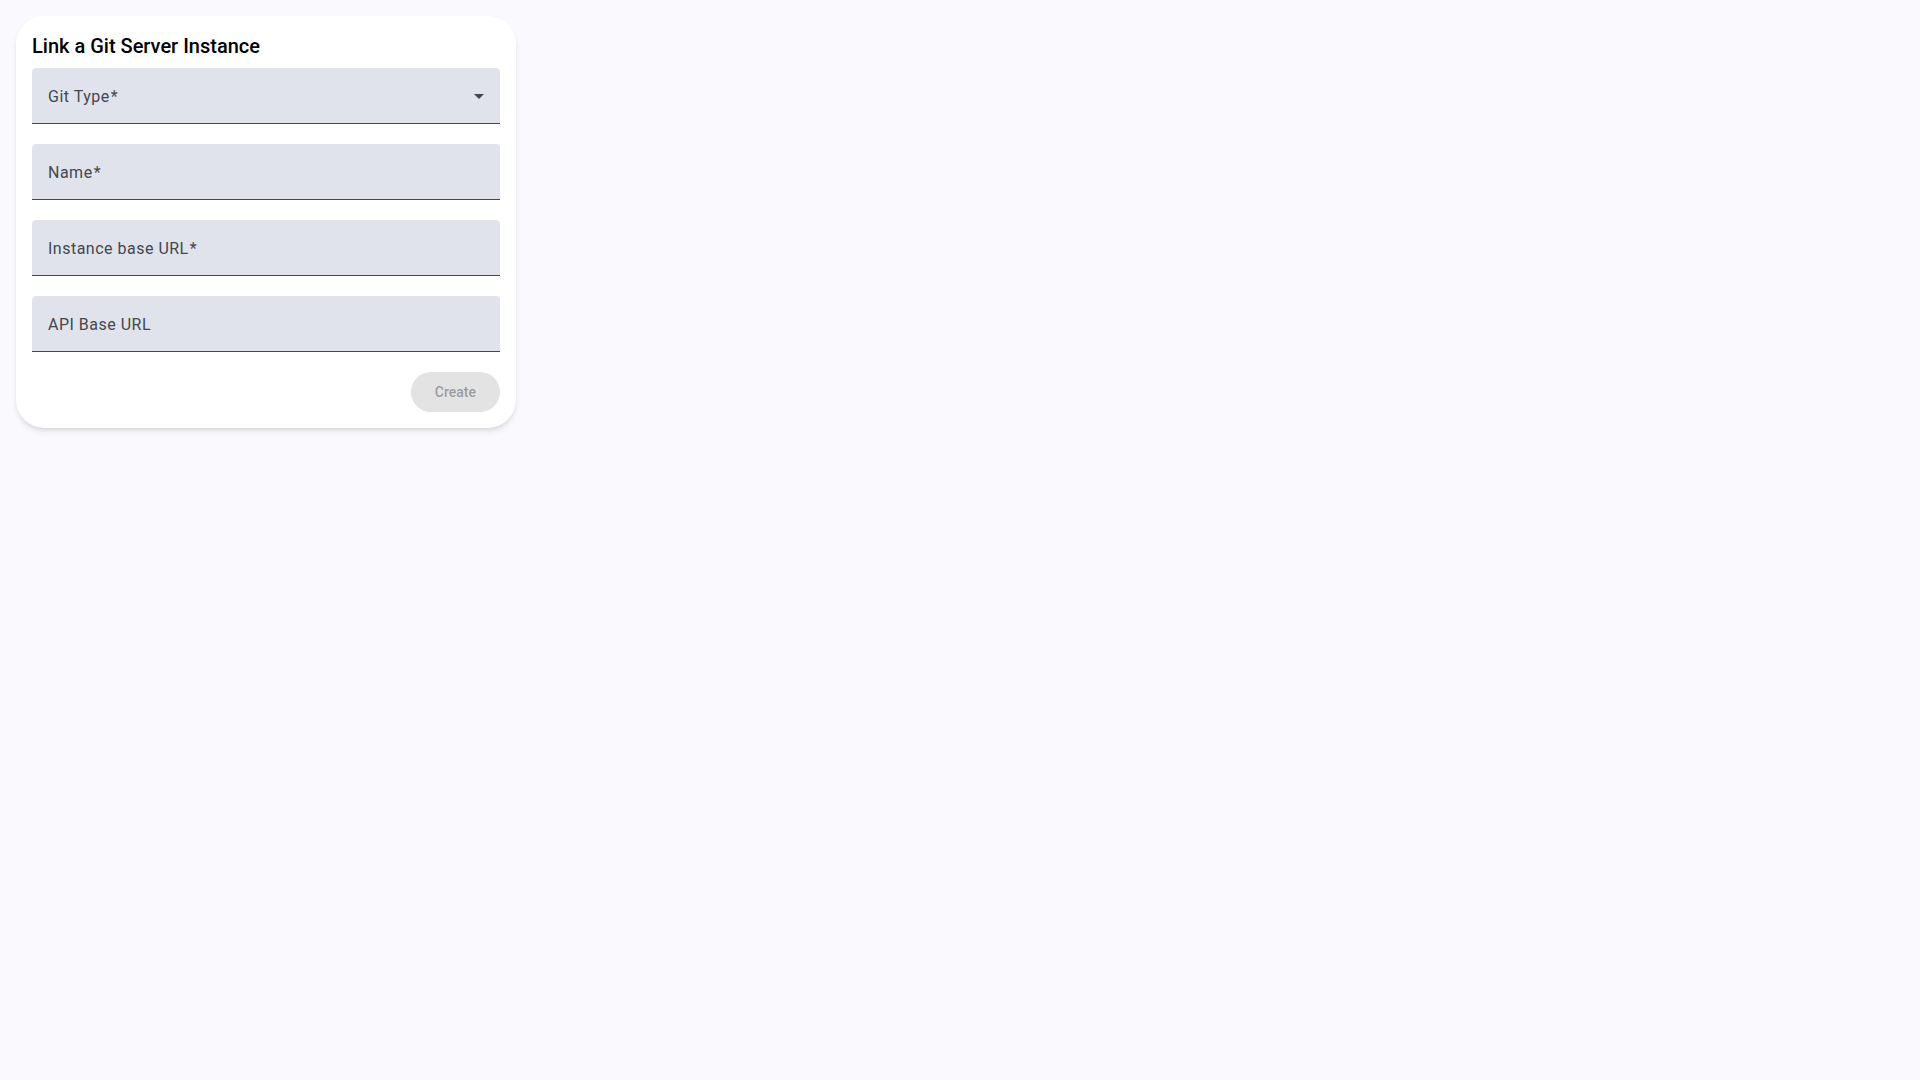 Link a Git Server Instance
Git Type*
Name*
Instance base URL*
API Base URL
Create